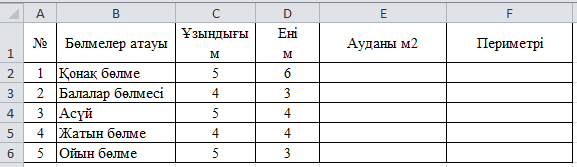 A B C D E F
1 № Бөлмелер атауы Ұзындығы м Ені м Ауданы м2 Периметрі
2 1 Қонақ бөлме 5 6
3 2 Балалар бөлмесі 4 3
4 3 Асүй 5 4
5 4 Жатын бөлме 4 4
6 5 Ойын бөлме 5 3